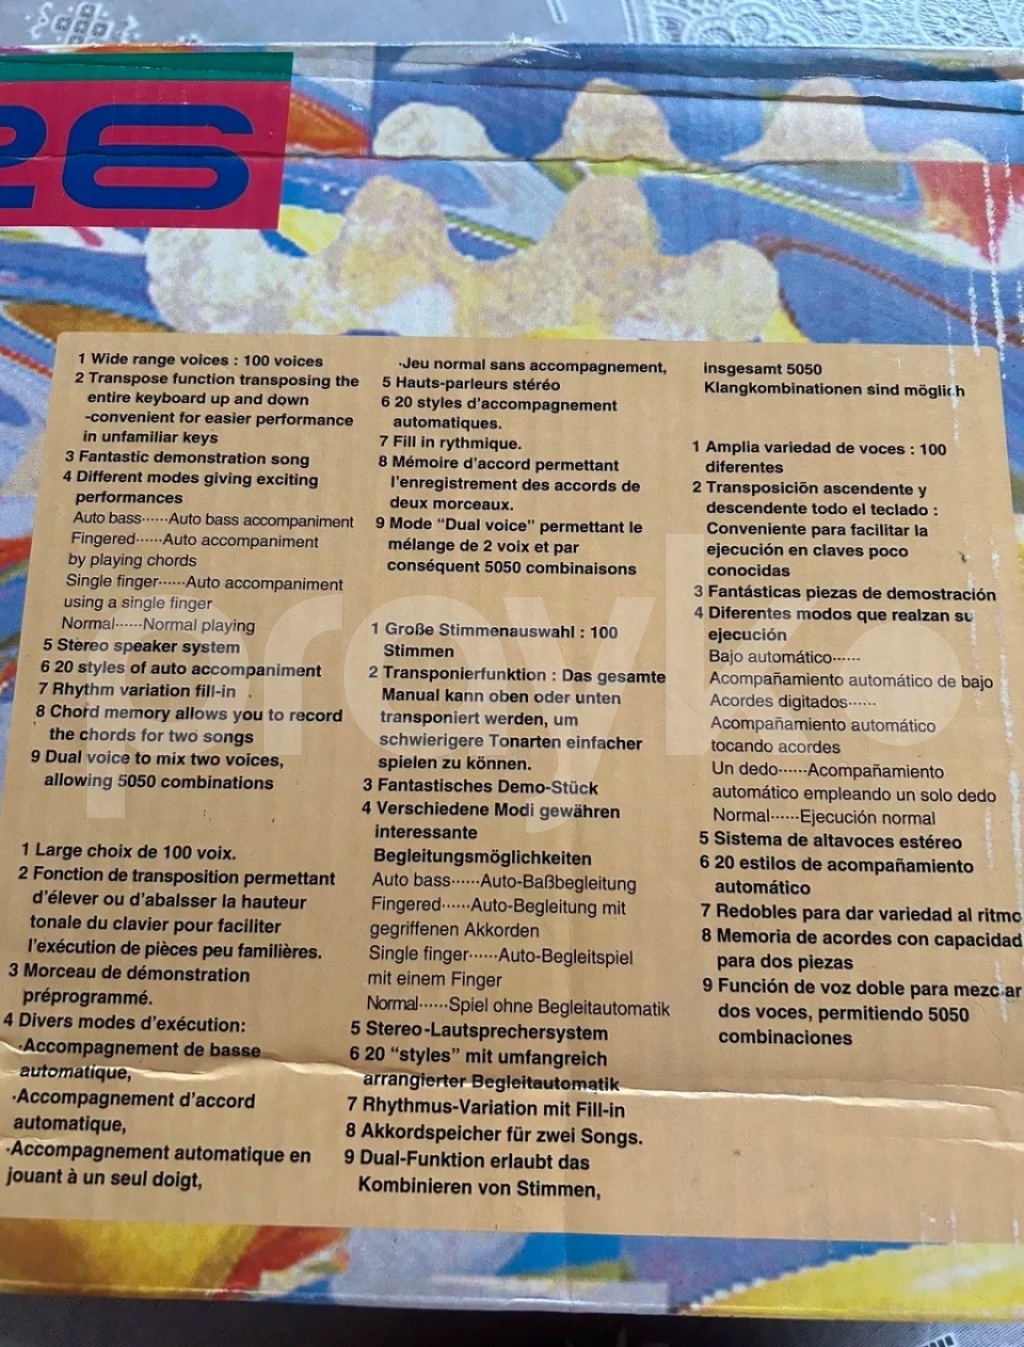 26
1 Wide range voices : 100 voices
2 Transpose function transposing the
entire keyboard up and down
-convenient for easier performance
in unfamiliar keys
3 Fantastic demonstration song
4 Different modes giving exciting
performances
Auto bass······Auto bass accompaniment
Fingered······Auto accompaniment
by playing chords
Single finger······Auto accompaniment
using a single finger
Normal······Normal playing
5 Stereo speaker system
6 20 styles of auto accompaniment
7 Rhythm variation fill-in
8 Chord memory allows you to record
the chords for two songs
9 Dual voice to mix two voices,
allowing 5050 combinations
1 Large choix de 100 voix.
2 Fonction de transposition permettant
d'élever ou d'abalsser la hauteur
tonale du clavier pour faciliter
l'exécution de pièces peu familières.
3 Morceau de démonstration
préprogrammé.
4 Divers modes d'exécution:
·Accompagnement de basse
automatique,
·Accompagnement d'accord
automatique,
·Accompagnement automatique en
jouant à un seul doigt,
·Jeu normal sans accompagnement,
5 Hauts-parleurs stéréo
6 20 styles d'accompagnement
automatiques.
7 Fill in rythmique.
8 Mémoire d'accord permettant
l'enregistrement des accords de
deux morceaux.
9 Mode "Dual voice" permettant le
mélange de 2 voix et par
conséquent 5050 combinaisons
1 Große Stimmenauswahl : 100
Stimmen
2 Transponierfunktion : Das gesamte
Manual kann oben oder unten
transponiert werden, um
schwierigere Tonarten einfacher
spielen zu können.
3 Fantastisches Demo-Stück
4 Verschiedene Modi gewähren
interessante
Begleitungsmöglichkeiten
Auto bass······Auto-Baßbegleitung
Fingered······Auto-Begleitung mit
gegriffenen Akkorden
Single finger······Auto-Begleitspiel
mit einem Finger
Normal······Spiel ohne Begleitautomatik
5 Stereo-Lautsprechersystem
6 20 "styles" mit umfangreich
arrangierter Begleitautomatik
7 Rhythmus-Variation mit Fill-in
8 Akkordspeicher für zwei Songs.
9 Dual-Funktion erlaubt das
Kombinieren von Stimmen,
insgesamt 5050
Klangkombinationen sind möglich
1 Amplia variedad de voces : 100
diferentes
2 Transposiciõn ascendente y
descendente todo el teclado :
Conveniente para facilitar la
ejecución en claves poco
conocidas
3 Fantásticas piezas de demostración
4 Diferentes modos que realzan su
ejecución
Bajo automático······
Acompañamiento automático de bajo
Acordes digitados······
Acompañamiento automático
tocando acordes
Un dedo······Acompañamiento
automático empleando un solo dedo
Normal······Ejecución normal
5 Sistema de altavoces estéreo
6 20 estilos de acompañamiento
automático
7 Redobles para dar variedad al ritmo
8 Memoria de acordes con capacidad
para dos piezas
9 Función de voz doble para mezclar
dos voces, permitiendo 5050
combinaciones